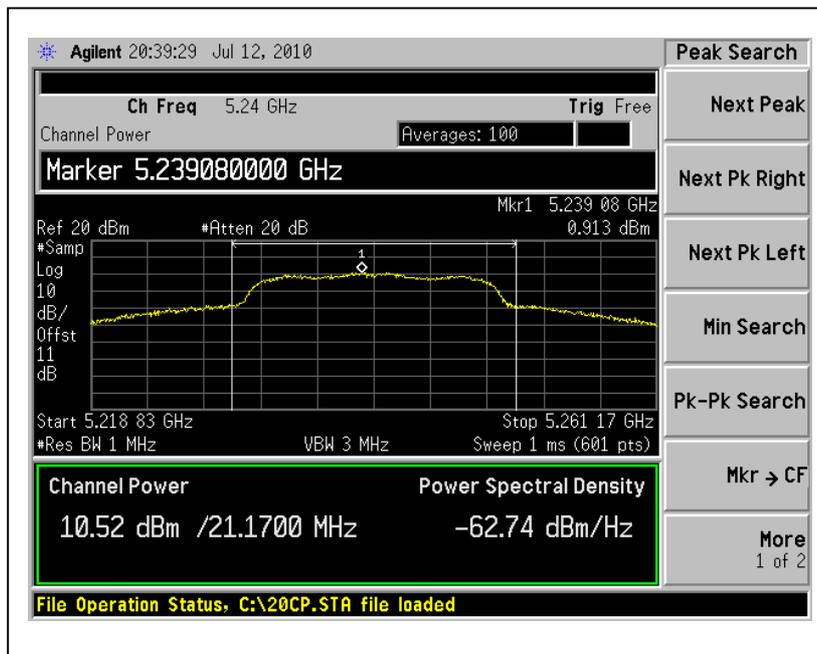 Agilent 20:39:29 Jul 12, 2010
Peak Search
Ch Freq 5.24 GHz Trig Free
Channel Power Averages: 100
Marker 5.239080000 GHz
Mkr1 5.239 08 GHz
Ref 20 dBm #Atten 20 dB 0.913 dBm
#Samp
Log
10
dB/
Offst
11
dB
1
Start 5.218 83 GHz Stop 5.261 17 GHz
#Res BW 1 MHz VBW 3 MHz Sweep 1 ms (601 pts)
Channel Power Power Spectral Density
10.52 dBm /21.1700 MHz -62.74 dBm/Hz
File Operation Status, C:\20CP.STA file loaded
Next Peak
Next Pk Right
Next Pk Left
Min Search
Pk-Pk Search
Mkr → CF
More
1 of 2